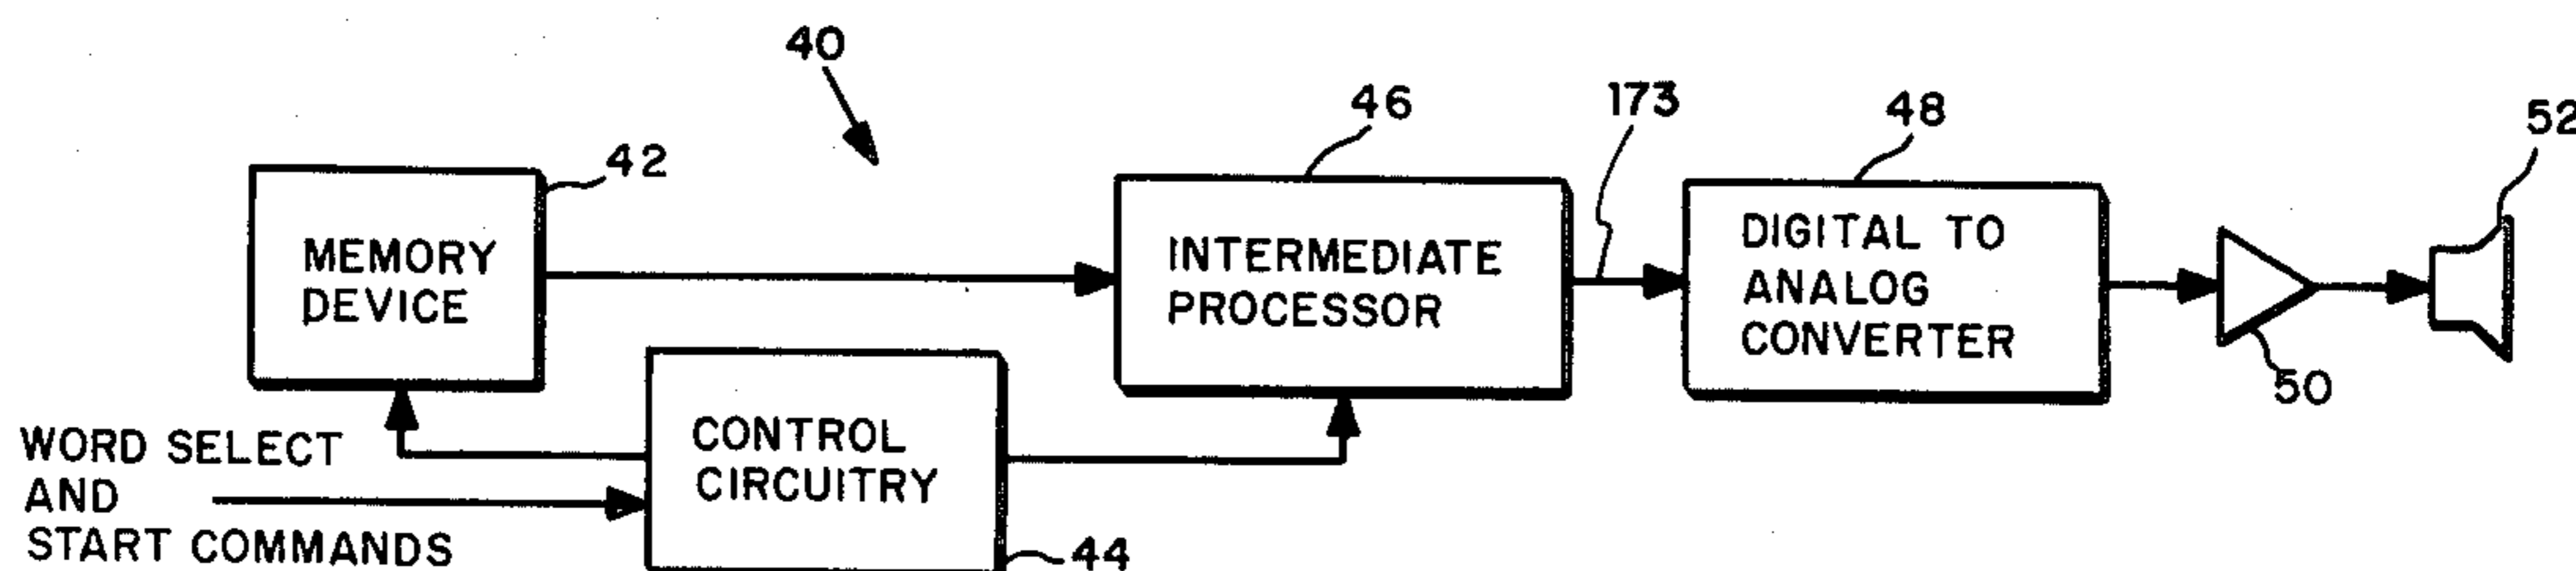 40
42
46
173
48
52
MEMORY
DEVICE
INTERMEDIATE
PROCESSOR
DIGITAL TO
ANALOG
CONVERTER
50
WORD SELECT
AND
START COMMANDS
CONTROL
CIRCUITRY
44